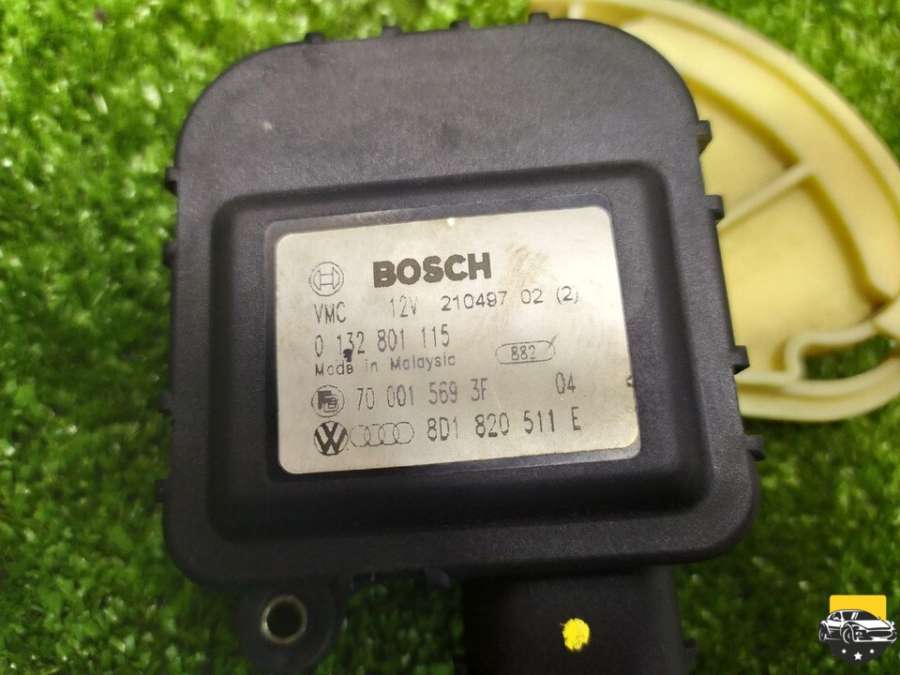 BOSCH
VMC 12V 210497 02 (2)
0 132 801 115
Made in Malaysia 882
70 001 569 3F 04
8D1 820 511 E